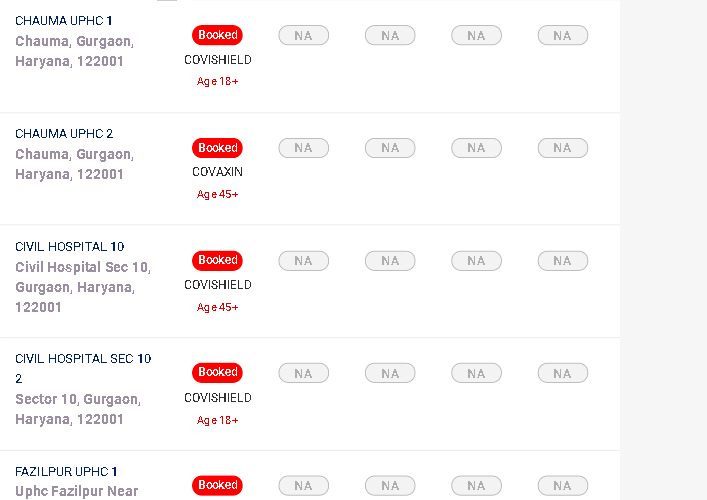 CHAUMA UPHC 1
Chauma, Gurgaon,
Haryana, 122001
Booked NA NA NA NA
COVISHIELD
Age 18+
CHAUMA UPHC 2
Chauma, Gurgaon,
Haryana, 122001
Booked NA NA NA NA
COVAXIN
Age 45+
CIVIL HOSPITAL 10
Civil Hospital Sec 10,
Gurgaon, Haryana,
122001
Booked NA NA NA NA
COVISHIELD
Age 45+
CIVIL HOSPITAL SEC 10
2
Sector 10, Gurgaon,
Haryana, 122001
Booked NA NA NA NA
COVISHIELD
Age 18+
FAZILPUR UPHC 1
Uphc Fazilpur Near
Booked NA NA NA NA